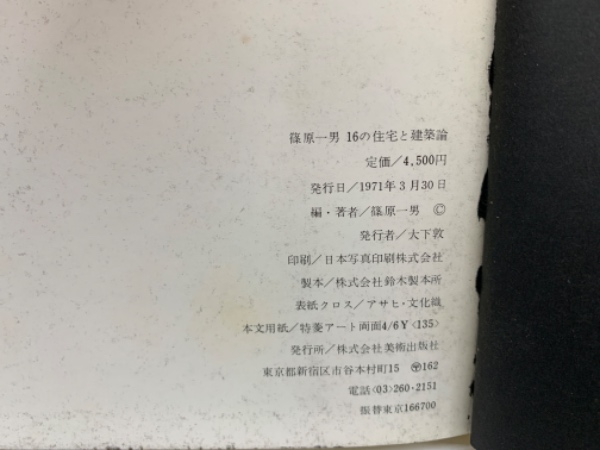 篠原一男 16の住宅と建築論
定価/4,500円
発行日/1971年3月30日
編・著者/篠原一男 ©
発行者/大下敦
印刷/日本写真印刷株式会社
製本/株式会社鈴木製本所
表紙クロス/アサヒ・文化織
本文用紙/特菱アート両面4/6Y〈135〉
発行所/株式会社美術出版社
東京都新宿区市谷本村町15 〶162
電話〈03〉260・2151
振替東京166700